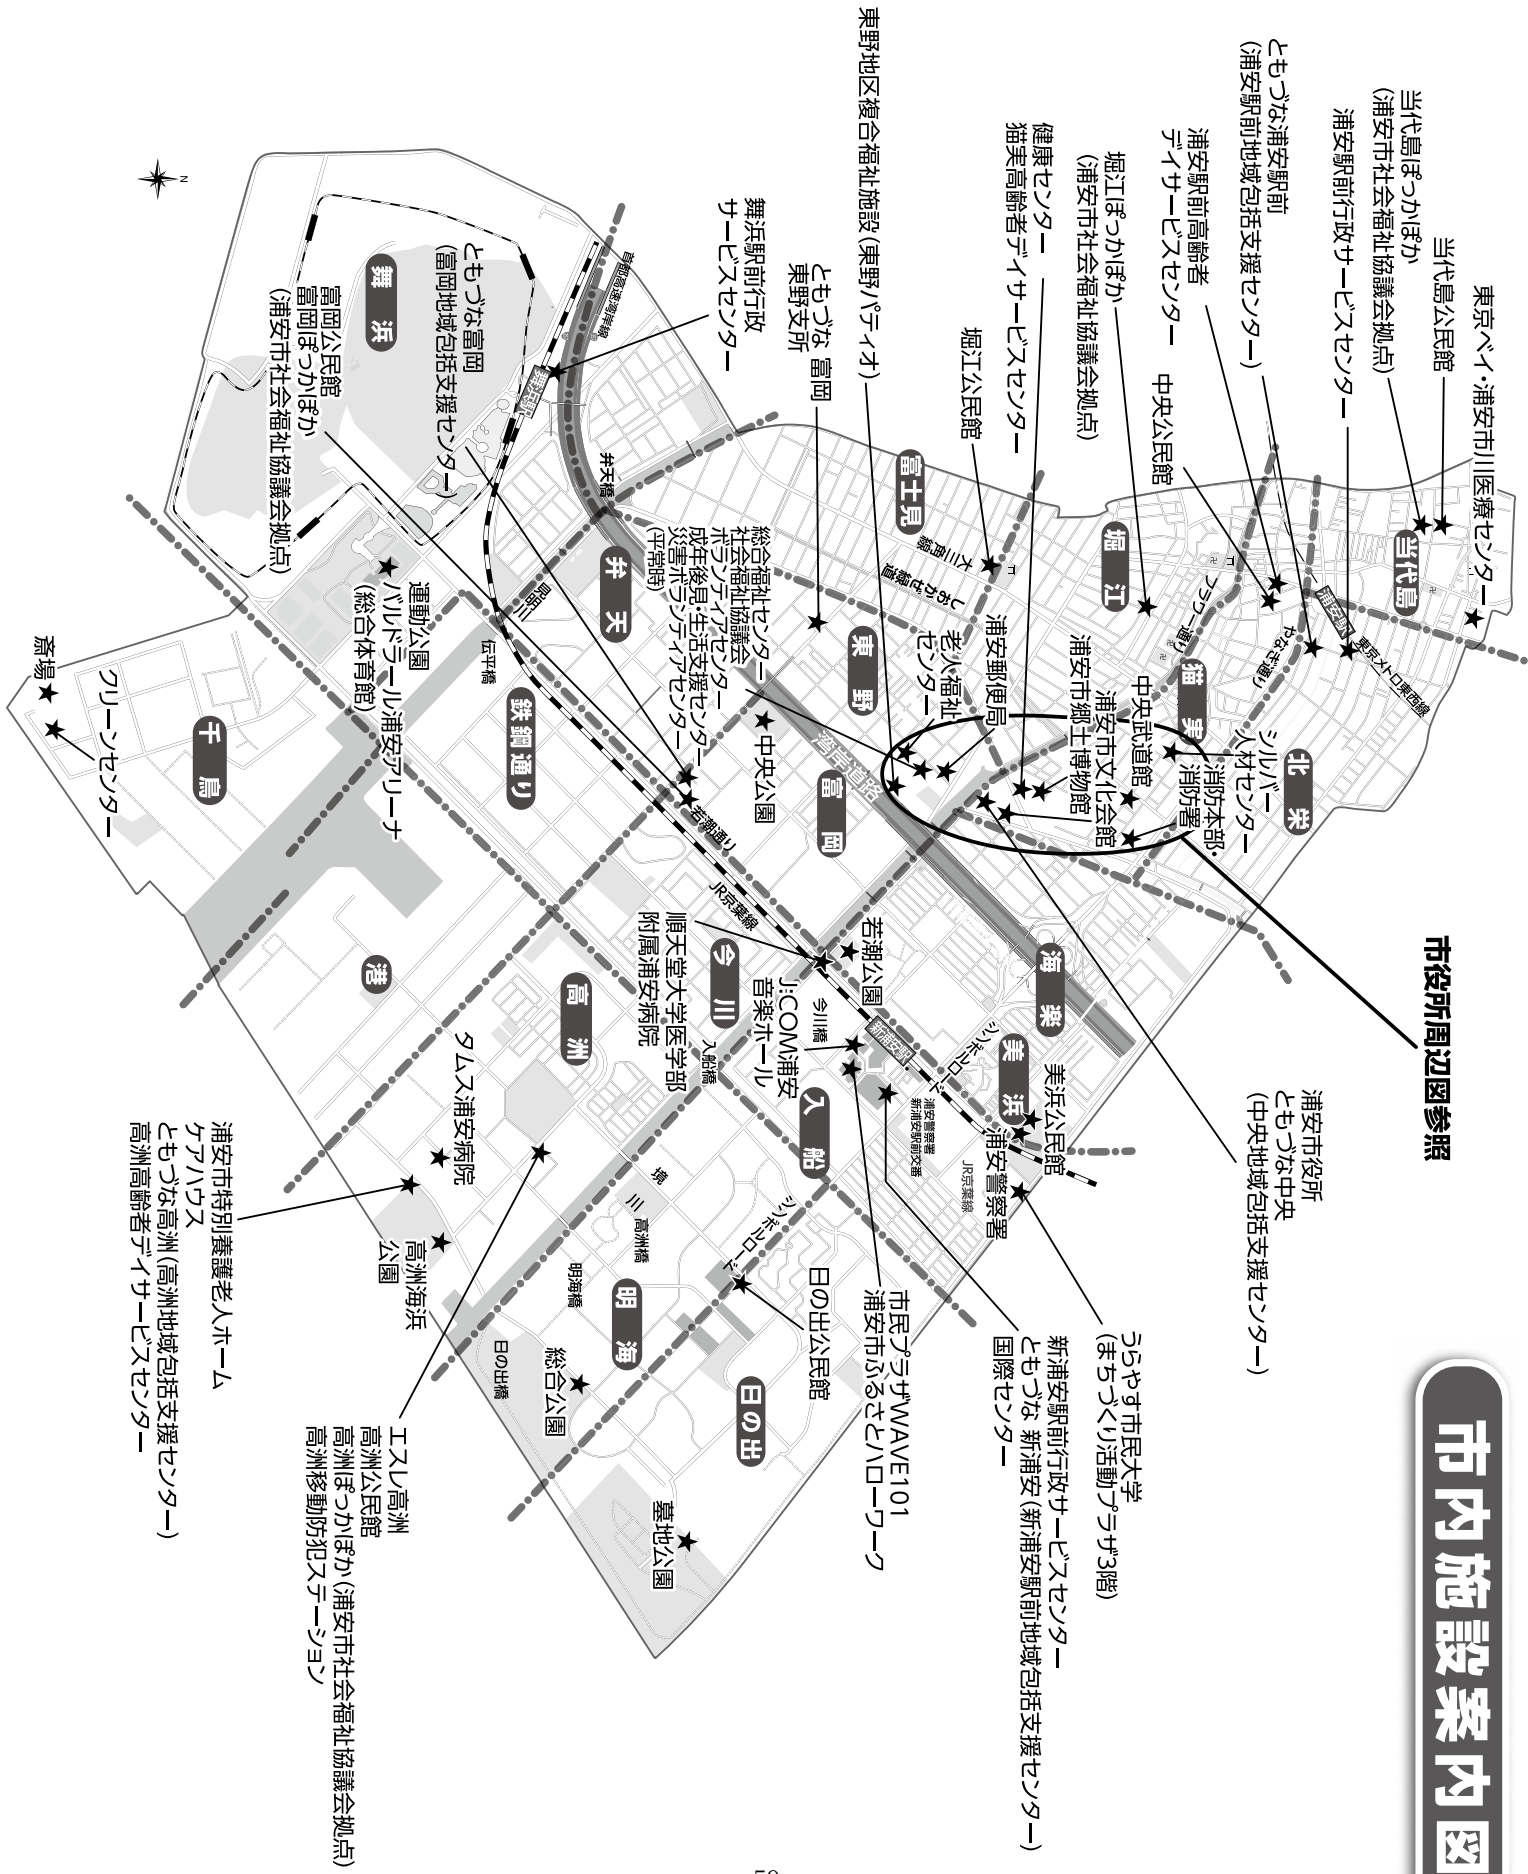 市内施設案内図
市役所周辺図参照
東京ベイ・浦安市川医療センター
当代島公民館
当代島ぽっかぽか
(浦安市社会福祉協議会拠点)
浦安駅前行政サービスセンター
ともづな浦安駅前
(浦安駅前地域包括支援センター)
浦安駅前高齢者
デイサービスセンター
中央公民館
堀江ぽっかぽか
(浦安市社会福祉協議会拠点)
健康センター
猫実高齢者デイサービスセンター
堀江公民館
東野地区複合福祉施設(東野パティオ)
ともづな 富岡
東野支所
舞浜駅前行政
サービスセンター
ともづな富岡
(富岡地域包括支援センター)
富岡公民館
富岡ぽっかぽか
(浦安市社会福祉協議会拠点)
当代島
浦安駅
東京メトロ東西線
やなぎ通り
フラワー通り
堀江
猫実
北栄
シルバー
人材センター
消防本部・
消防署
中央武道館
浦安市文化会館
浦安市郷土博物館
浦安郵便局
老人福祉
センター
富士見
大三角線
しおかぜ緑道
東野
総合福祉センター
社会福祉協議会
ボランティアセンター
成年後見・生活支援センター
災害ボランティアセンター
(平常時)
湾岸道路
富岡
中央公園
弁天
弁天橋
見明川
首都高速湾岸線
舞浜駅
舞浜
N
運動公園
バルドラール浦安アリーナ
(総合体育館)
伝平橋
鉄鋼通り
若潮通り
JR京葉線
千鳥
クリーンセンター
斎場
港
浦安市役所
ともづな中央
(中央地域包括支援センター)
海楽
美浜
美浜公民館
浦安警察署
シンボルロード
若潮公園
新浦安駅
今川橋
J:COM浦安
音楽ホール
順天堂大学医学部
附属浦安病院
今川
入船橋
入船
浦安警察署
新浦安駅前交番
JR京葉線
高洲
タムス浦安病院
高洲海浜
公園
境川
高洲橋
明海橋
日の出橋
明海
総合公園
シンボルロード
日の出公民館
日の出
墓地公園
うらやす市民大学
(まちづくり活動プラザ3階)
新浦安駅前行政サービスセンター
ともづな 新浦安(新浦安駅前地域包括支援センター)
国際センター
市民プラザWAVE101
浦安市ふるさとハローワーク
エスレ高洲
高洲公民館
高洲ぽっかぽか(浦安市社会福祉協議会拠点)
高洲移動防犯ステーション
浦安市特別養護老人ホーム
ケアハウス
ともづな高洲(高洲地域包括支援センター)
高洲高齢者デイサービスセンター